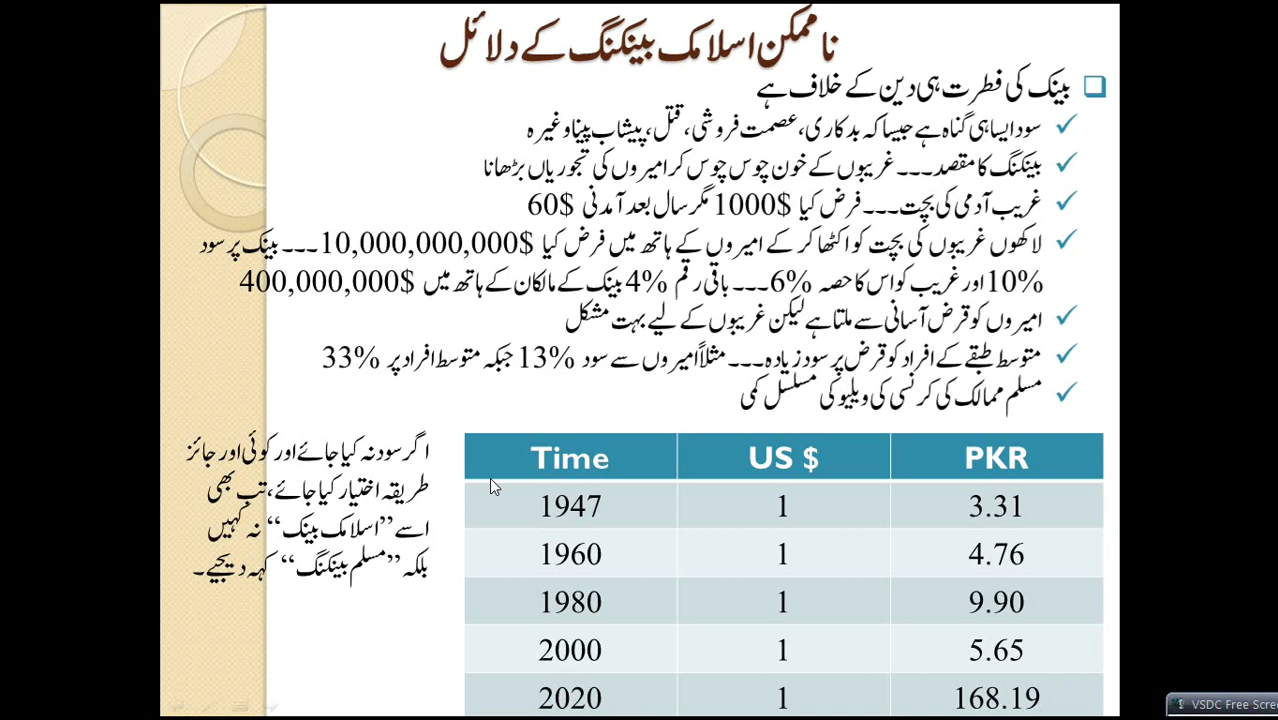 ناممکن اسلامک بینکنگ کے دلائل
بینک کی فطرت ہی دین کے خلاف ہے
سود ایسا ہی گناہ ہے جیسا کہ بدکاری، عصمت فروشی، قتل، پیشاب پینا وغیرہ
بینکنگ کا مقصد۔۔۔ غریبوں کے خون چوس چوس کر امیروں کی تجوریاں بڑھانا
غریب آدمی کی بچت۔۔۔ فرض کیا $1000 مگر سال بعد آمدنی $60
لاکھوں غریبوں کی بچت کو اکٹھا کر کے امیروں کے ہاتھ میں فرض کیا $10,000,000,000۔۔۔ بینک پر سود
10% اور غریب کو اس کا حصہ 6%۔۔۔ باقی رقم 4% بینک کے مالکان کے ہاتھ میں $400,000,000
امیروں کو قرض آسانی سے ملتا ہے لیکن غریبوں کے لیے بہت مشکل
متوسط طبقے کے افراد کو قرض پر سود زیادہ۔۔۔ مثلاً امیروں سے سود 13% جبکہ متوسط افراد پر 33%
مسلم ممالک کی کرنسی کی ویلیو کی مسلسل کمی
اگر سود نہ کیا جائے اور کوئی اور جائز
طریقہ اختیار کیا جائے، تب بھی
اسے ”اسلامک بینک“ نہ کہیں
بلکہ ”مسلم بینکنگ“ کہہ دیجیے۔
Time US $ PKR
1947 1 3.31
1960 1 4.76
1980 1 9.90
2000 1 5.65
2020 1 168.19
VSDC Free Scre